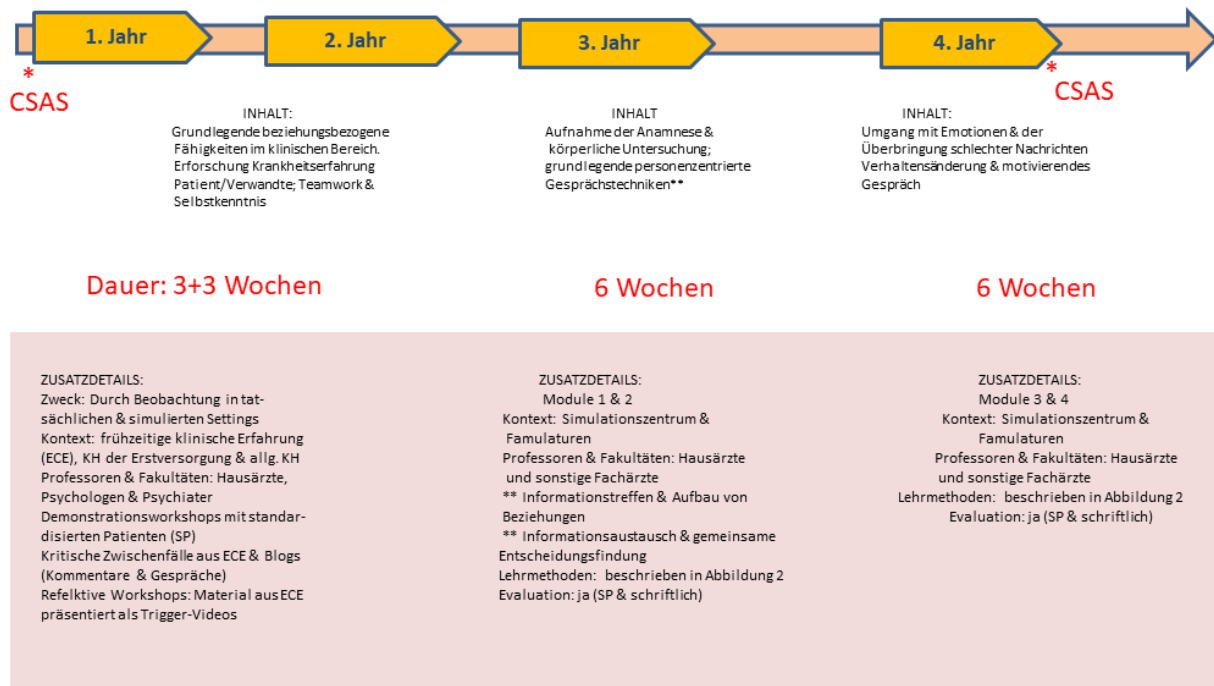 1. Jahr
2. Jahr
3. Jahr
4. Jahr
*
CSAS
*
CSAS
INHALT:
Grundlegende beziehungsbezogene
Fähigkeiten im klinischen Bereich.
Erforschung Krankheitserfahrung
Patient/Verwandte; Teamwork &
Selbstkenntnis
INHALT
Aufnahme der Anamnese &
körperliche Untersuchung;
grundlegende personenzentrierte
Gesprächstechniken**
INHALT:
Umgang mit Emotionen & der
Überbringung schlechter Nachrichten
Verhaltensänderung & motivierendes
Gespräch
Dauer: 3+3 Wochen
6 Wochen
6 Wochen
ZUSATZDETAILS:
Zweck: Durch Beobachtung in tat-
sächlichen & simulierten Settings
Kontext: frühzeitige klinische Erfahrung
(ECE), KH der Erstversorgung & allg. KH
Professoren & Fakultäten: Hausärzte,
Psychologen & Psychiater
Demonstrationsworkshops mit standar-
disierten Patienten (SP)
Kritische Zwischenfälle aus ECE & Blogs
(Kommentare & Gespräche)
Refelktive Workshops: Material aus ECE
präsentiert als Trigger-Videos
ZUSATZDETAILS:
Module 1 & 2
Kontext: Simulationszentrum &
Famulaturen
Professoren & Fakultäten: Hausärzte
und sonstige Fachärzte
** Informationstreffen & Aufbau von
Beziehungen
** Informationsaustausch & gemeinsame
Entscheidungsfindung
Lehrmethoden: beschrieben in Abbildung 2
Evaluation: ja (SP & schriftlich)
ZUSATZDETAILS:
Module 3 & 4
Kontext: Simulationszentrum &
Famulaturen
Professoren & Fakultäten: Hausärzte
und sonstige Fachärzte
Lehrmethoden: beschrieben in Abbildung 2
Evaluation: ja (SP & schriftlich)